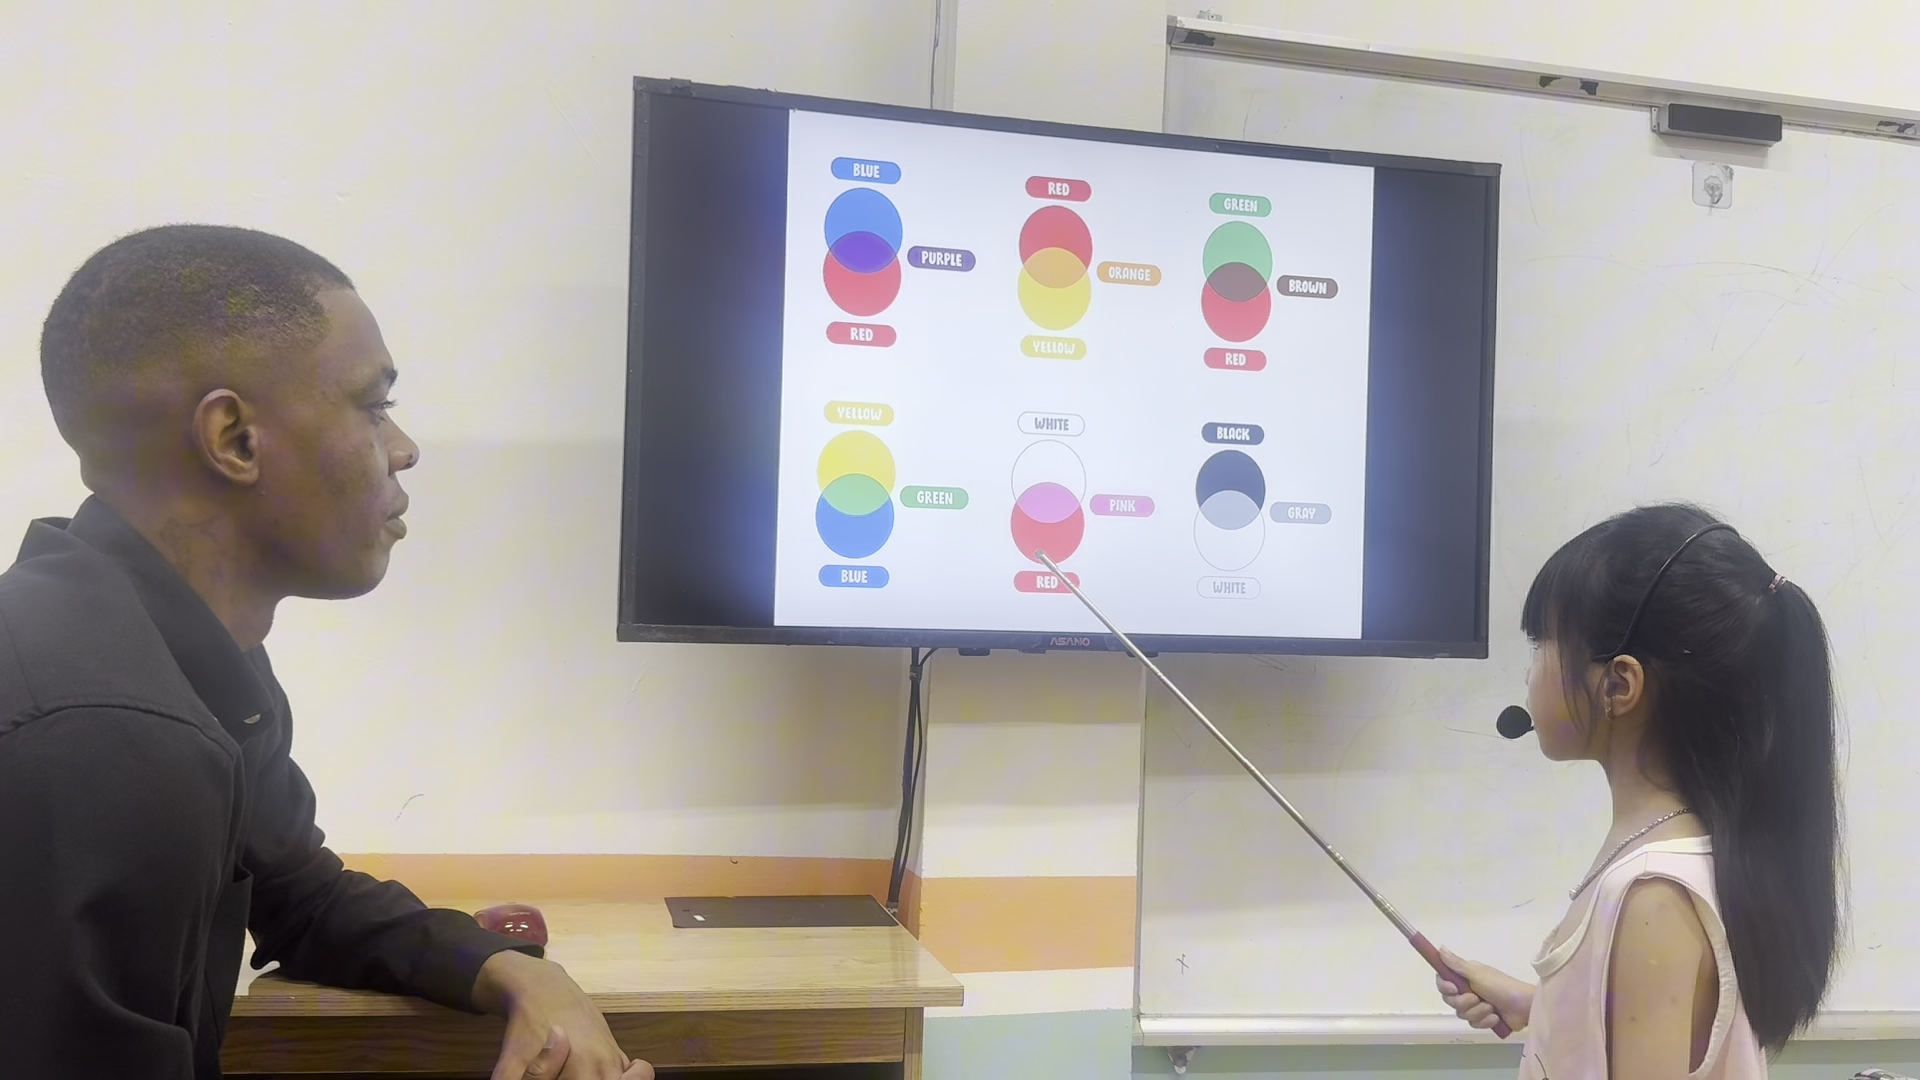 BLUE
PURPLE
RED
RED
ORANGE
YELLOW
GREEN
BROWN
RED
YELLOW
GREEN
BLUE
WHITE
PINK
RED
BLACK
GRAY
WHITE
ASANO